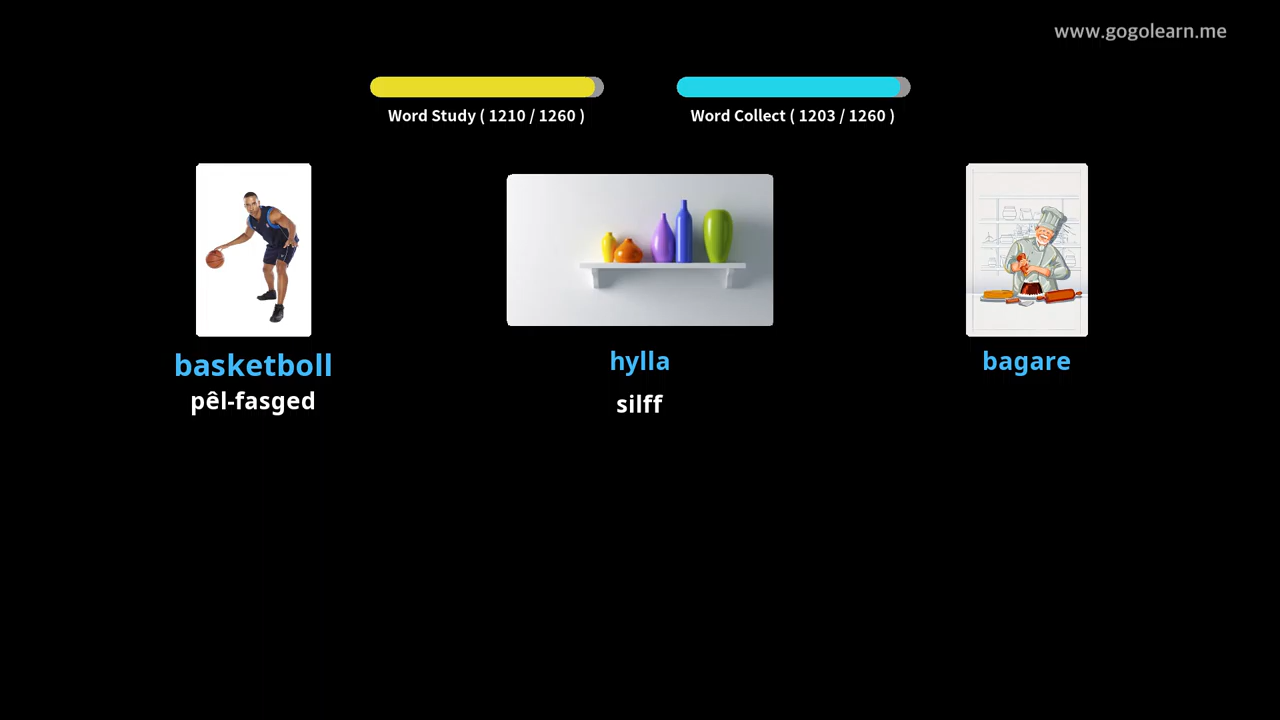 www.gogolearn.me
Word Study ( 1210 / 1260 )
Word Collect ( 1203 / 1260 )
basketboll
hylla
bagare
pêl-fasged
silff